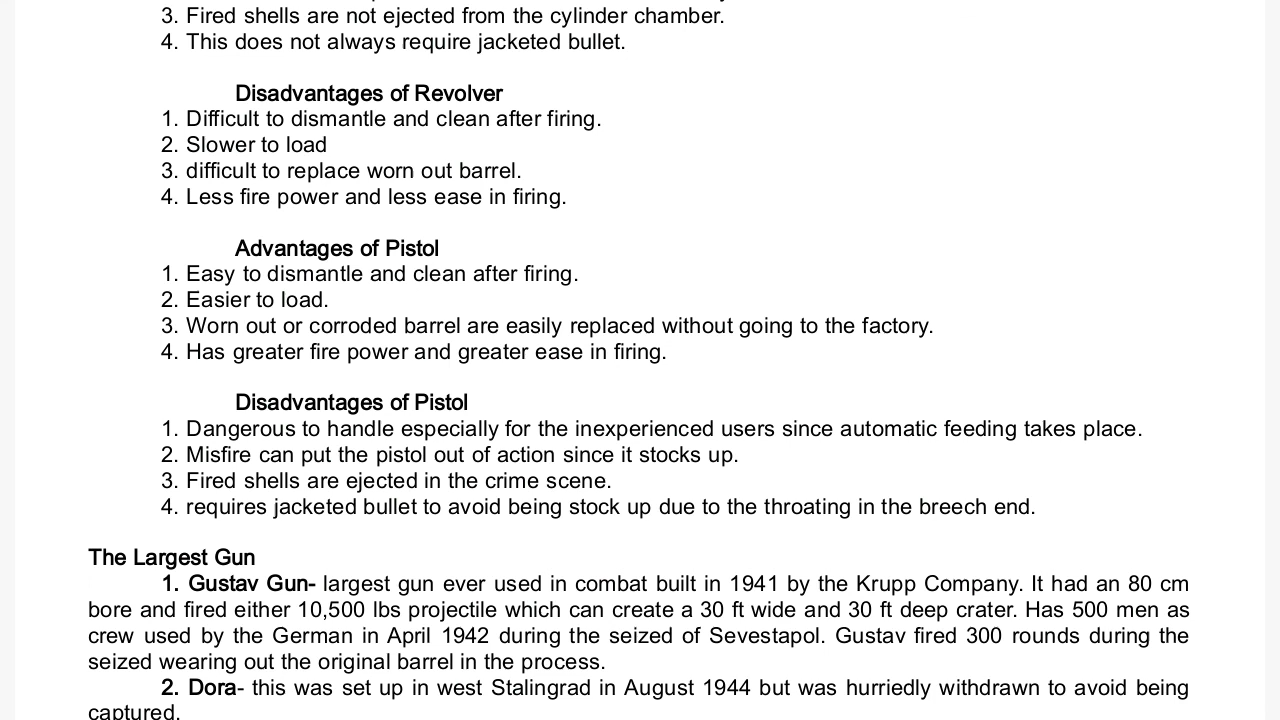 3. Fired shells are not ejected from the cylinder chamber.
4. This does not always require jacketed bullet.
Disadvantages of Revolver
1. Difficult to dismantle and clean after firing.
2. Slower to load
3. difficult to replace worn out barrel.
4. Less fire power and less ease in firing.
Advantages of Pistol
1. Easy to dismantle and clean after firing.
2. Easier to load.
3. Worn out or corroded barrel are easily replaced without going to the factory.
4. Has greater fire power and greater ease in firing.
Disadvantages of Pistol
1. Dangerous to handle especially for the inexperienced users since automatic feeding takes place.
2. Misfire can put the pistol out of action since it stocks up.
3. Fired shells are ejected in the crime scene.
4. requires jacketed bullet to avoid being stock up due to the throating in the breech end.
The Largest Gun
1. Gustav Gun- largest gun ever used in combat built in 1941 by the Krupp Company. It had an 80 cm
bore and fired either 10,500 lbs projectile which can create a 30 ft wide and 30 ft deep crater. Has 500 men as
crew used by the German in April 1942 during the seized of Sevestapol. Gustav fired 300 rounds during the
seized wearing out the original barrel in the process.
2. Dora- this was set up in west Stalingrad in August 1944 but was hurriedly withdrawn to avoid being
captured.